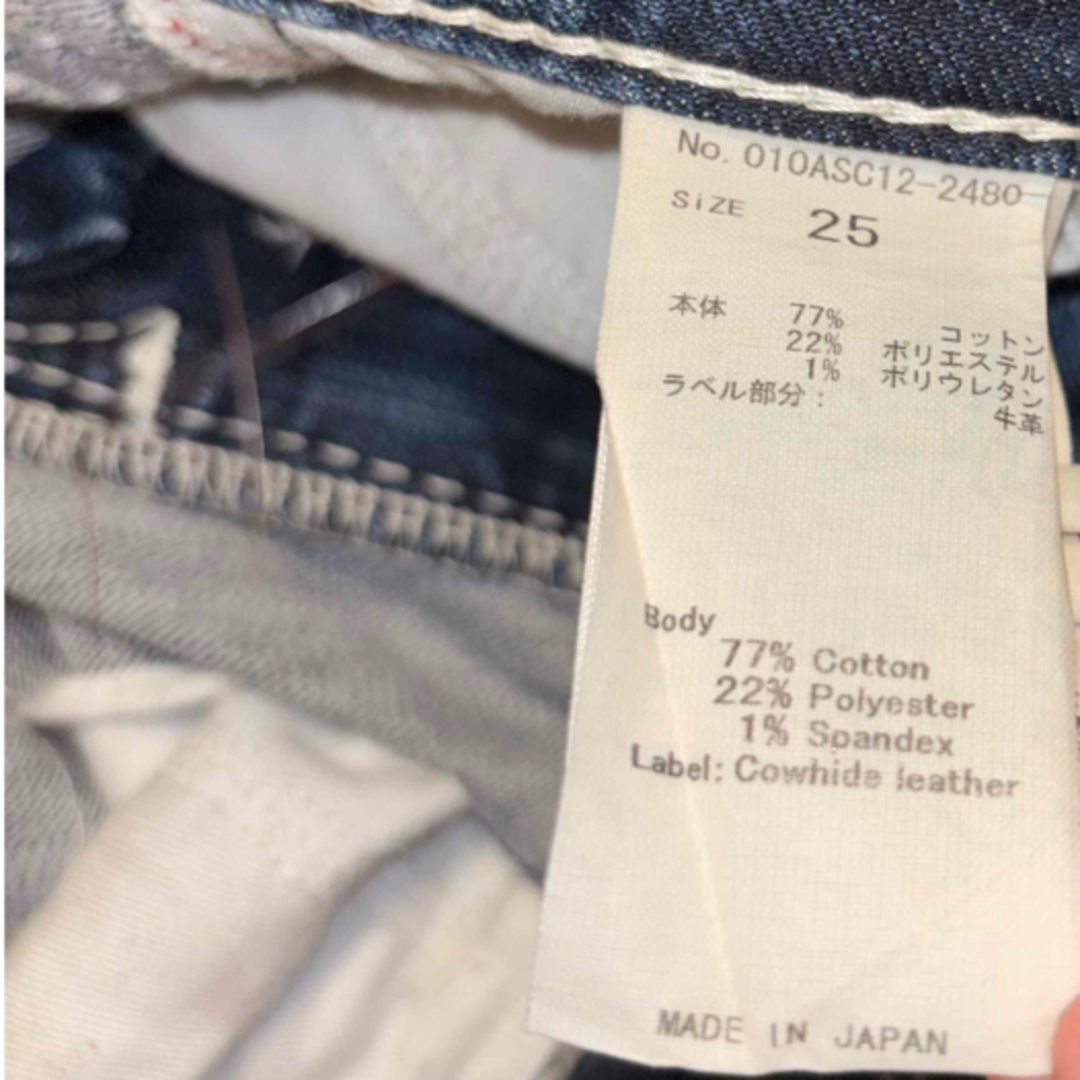 No. 010ASC12-2480-
SiZE 25
本体 77% コットン
22% ポリエステル
1% ポリウレタン
ラベル部分: 牛革
Body
77% Cotton
22% Polyester
1% Spandex
Label: Cowhide leather
MADE IN JAPAN